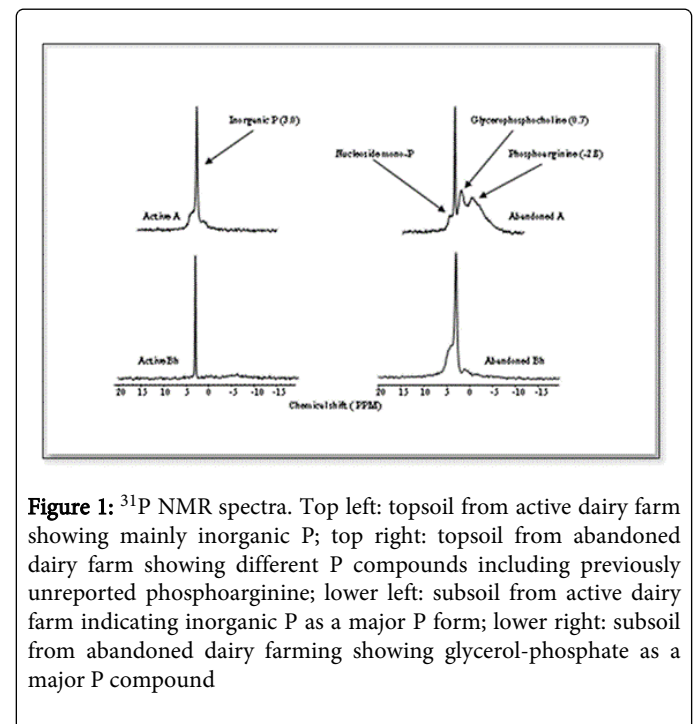 Inorganic P (3.0)
Glycerophosphocholine (0.7)
Nucleoside mono-P
Phosphoarginine (-2.8)
Active A
Abandoned A
Active Bh
Abandoned Bh
20 15 10 5 0 -5 -10 -15
20 15 10 5 0 -5 -10 -15
Chemical shift (PPM)
Figure 1: ³¹P NMR spectra. Top left: topsoil from active dairy farm
showing mainly inorganic P; top right: topsoil from abandoned
dairy farm showing different P compounds including previously
unreported phosphoarginine; lower left: subsoil from active dairy
farm indicating inorganic P as a major P form; lower right: subsoil
from abandoned dairy farming showing glycerol-phosphate as a
major P compound